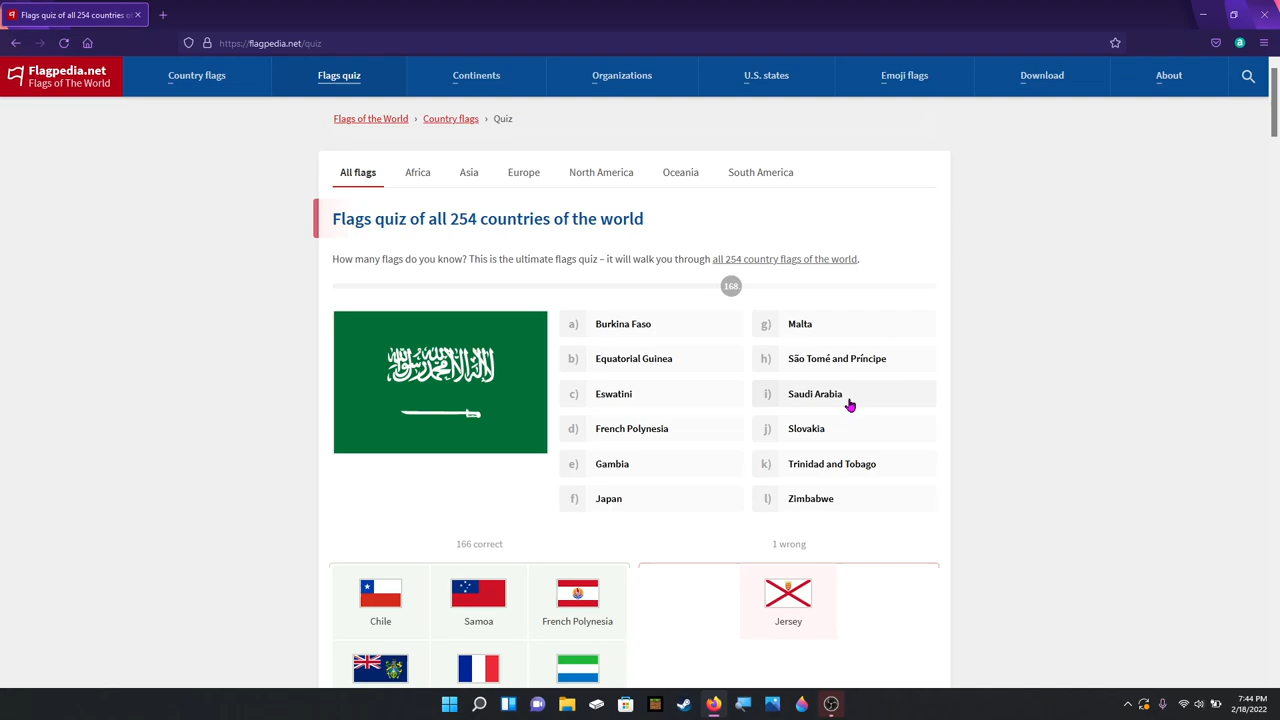 Flags quiz of all 254 countries of
https://flagpedia.net/quiz
Flagpedia.net
Flags of The World
Country flags
Flags quiz
Continents
Organizations
U.S. states
Emoji flags
Download
About
Flags of the World › Country flags › Quiz
All flags
Africa
Asia
Europe
North America
Oceania
South America
Flags quiz of all 254 countries of the world
How many flags do you know? This is the ultimate flags quiz – it will walk you through all 254 country flags of the world.
168.
a) Burkina Faso
b) Equatorial Guinea
c) Eswatini
d) French Polynesia
e) Gambia
f) Japan
g) Malta
h) São Tomé and Príncipe
i) Saudi Arabia
j) Slovakia
k) Trinidad and Tobago
l) Zimbabwe
166 correct
1 wrong
Chile
Samoa
French Polynesia
Jersey
7:44 PM
2/18/2022